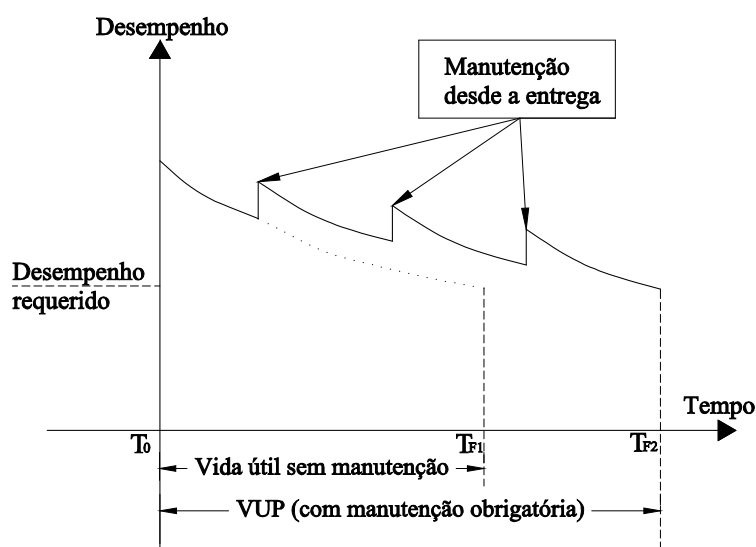 Desempenho
Manutenção
desde a entrega
Desempenho
requerido
Tempo
T0
TF1
TF2
Vida útil sem manutenção
VUP (com manutenção obrigatória)